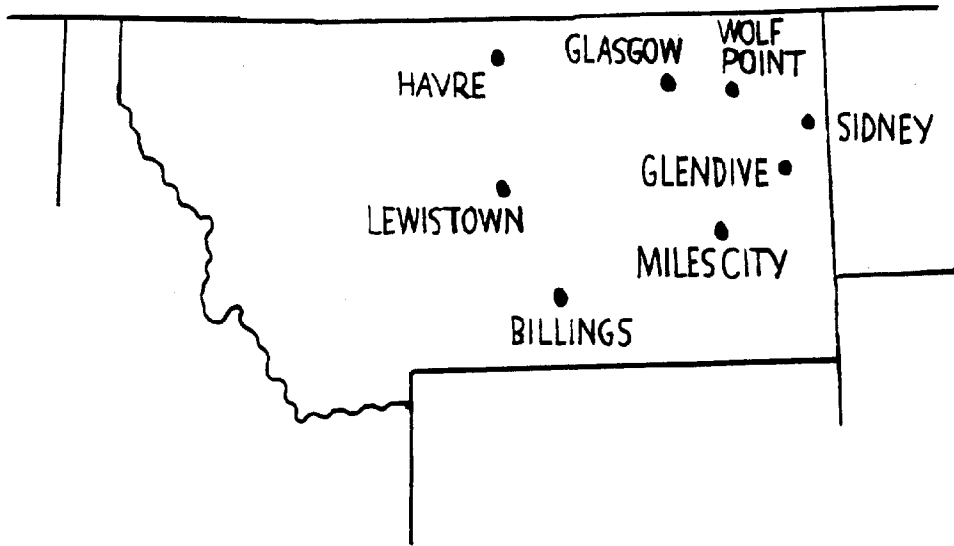 WOLF
POINT
GLASGOW
HAVRE
SIDNEY
GLENDIVE
LEWISTOWN
MILES CITY
BILLINGS